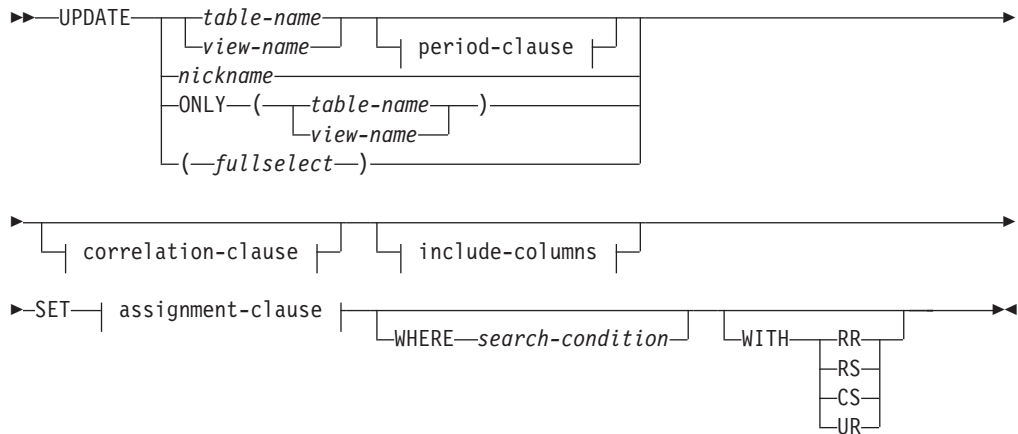 UPDATE table-name
view-name period-clause
nickname
ONLY ( table-name )
view-name
( fullselect )
correlation-clause include-columns
SET assignment-clause
WHERE search-condition WITH RR
RS
CS
UR